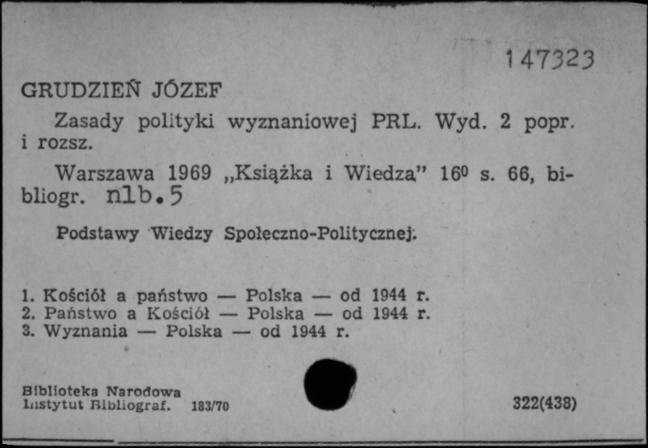 147323
GRUDZIEŃ JÓZEF
Zasady polityki wyznaniowej PRL. Wyd. 2 popr.
i rozsz.
Warszawa 1969 „Książka i Wiedza” 16⁰ s. 66, bi-
bliogr. nlb.5
Podstawy Wiedzy Społeczno-Politycznej.
1. Kościół a państwo — Polska — od 1944 r.
2. Państwo a Kościół — Polska — od 1944 r.
3. Wyznania — Polska — od 1944 r.
Biblioteka Narodowa
Instytut Bibliograf. 183/70
322(438)